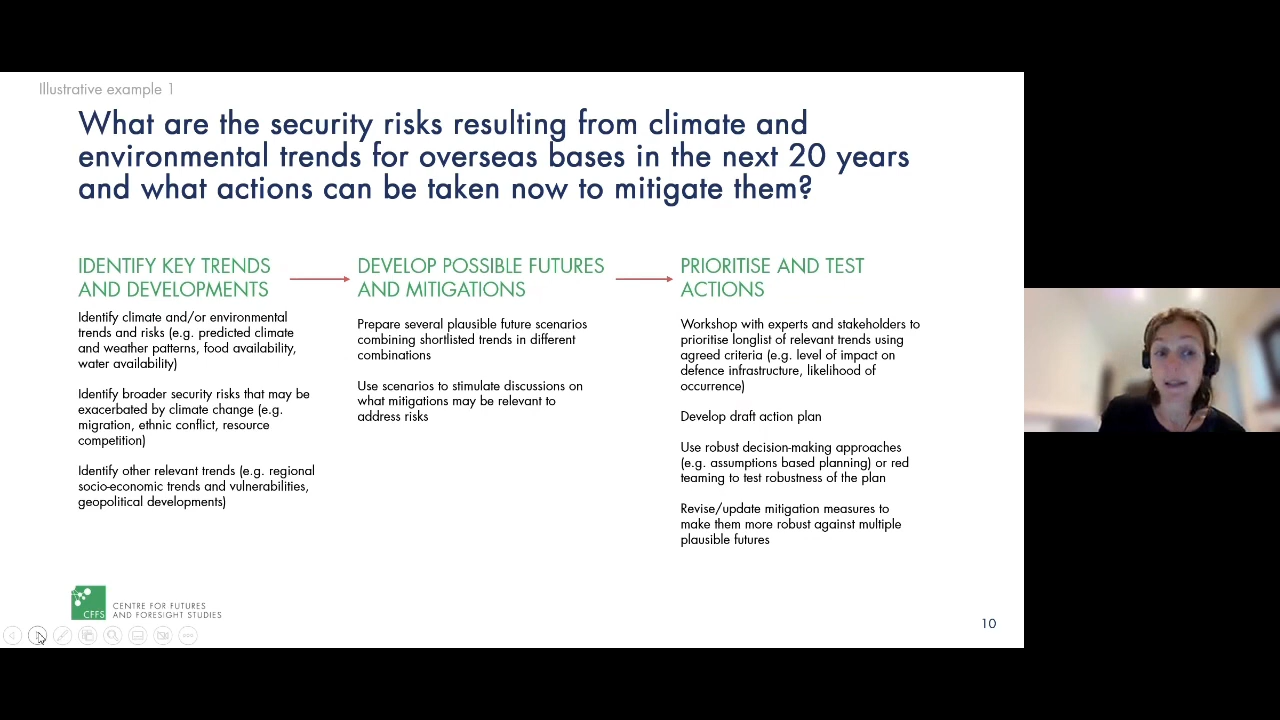 Illustrative example 1
What are the security risks resulting from climate and
environmental trends for overseas bases in the next 20 years
and what actions can be taken now to mitigate them?
IDENTIFY KEY TRENDS
AND DEVELOPMENTS
Identify climate and/or environmental
trends and risks (e.g. predicted climate
and weather patterns, food availability,
water availability)
Identify broader security risks that may be
exacerbated by climate change (e.g.
migration, ethnic conflict, resource
competition)
Identify other relevant trends (e.g. regional
socio-economic trends and vulnerabilities,
geopolitical developments)
DEVELOP POSSIBLE FUTURES
AND MITIGATIONS
Prepare several plausible future scenarios
combining shortlisted trends in different
combinations
Use scenarios to stimulate discussions on
what mitigations may be relevant to
address risks
PRIORITISE AND TEST
ACTIONS
Workshop with experts and stakeholders to
prioritise longlist of relevant trends using
agreed criteria (e.g. level of impact on
defence infrastructure, likelihood of
occurrence)
Develop draft action plan
Use robust decision-making approaches
(e.g. assumptions based planning) or red
teaming to test robustness of the plan
Revise/update mitigation measures to
make them more robust against multiple
plausible futures
CFFS
CENTRE FOR FUTURES
AND FORESIGHT STUDIES
10